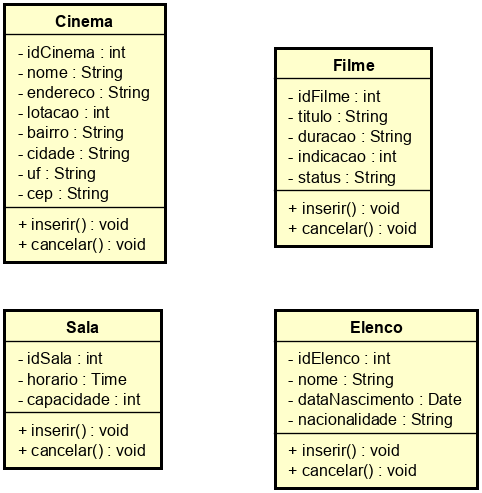 Cinema
- idCinema : int
- nome : String
- endereco : String
- lotacao : int
- bairro : String
- cidade : String
- uf : String
- cep : String
+ inserir() : void
+ cancelar() : void
Filme
- idFilme : int
- titulo : String
- duracao : String
- indicacao : int
- status : String
+ inserir() : void
+ cancelar() : void
Sala
- idSala : int
- horario : Time
- capacidade : int
+ inserir() : void
+ cancelar() : void
Elenco
- idElenco : int
- nome : String
- dataNascimento : Date
- nacionalidade : String
+ inserir() : void
+ cancelar() : void